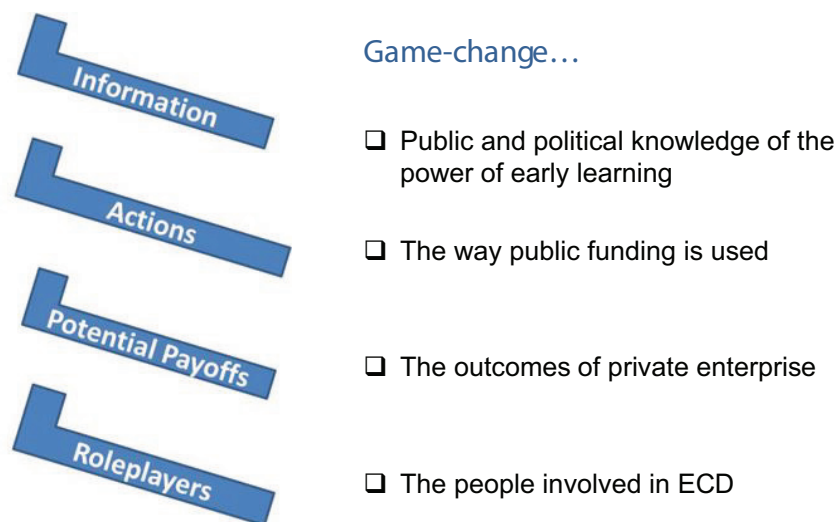 Game-change…
Information
❑ Public and political knowledge of the
power of early learning
Actions
❑ The way public funding is used
Potential Payoffs
❑ The outcomes of private enterprise
Roleplayers
❑ The people involved in ECD